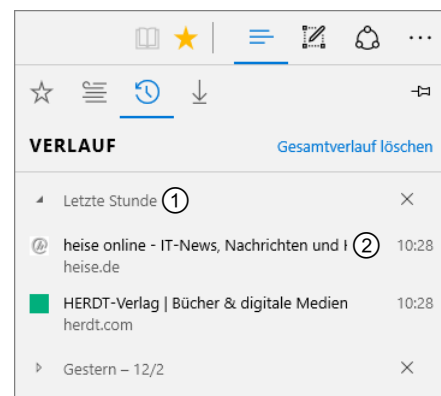 VERLAUF Gesamtverlauf löschen
Letzte Stunde 1
heise online - IT-News, Nachrichten und 2 10:28
heise.de
HERDT-Verlag | Bücher & digitale Medien 10:28
herdt.com
Gestern – 12/2